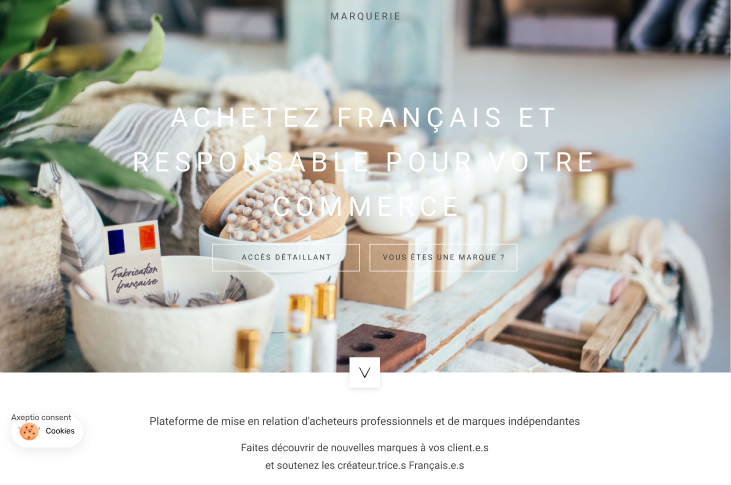 MARQUERIE
ACHETEZ FRANÇAIS ET
RESPONSABLE POUR VOTRE
COMMERCE
Fabrication
française
ACCÈS DÉTAILLANT
VOUS ÊTES UNE MARQUE ?
Plateforme de mise en relation d'acheteurs professionnels et de marques indépendantes
Faites découvrir de nouvelles marques à vos client.e.s
et soutenez les créateur.trice.s Français.e.s
Axeptio consent
Cookies